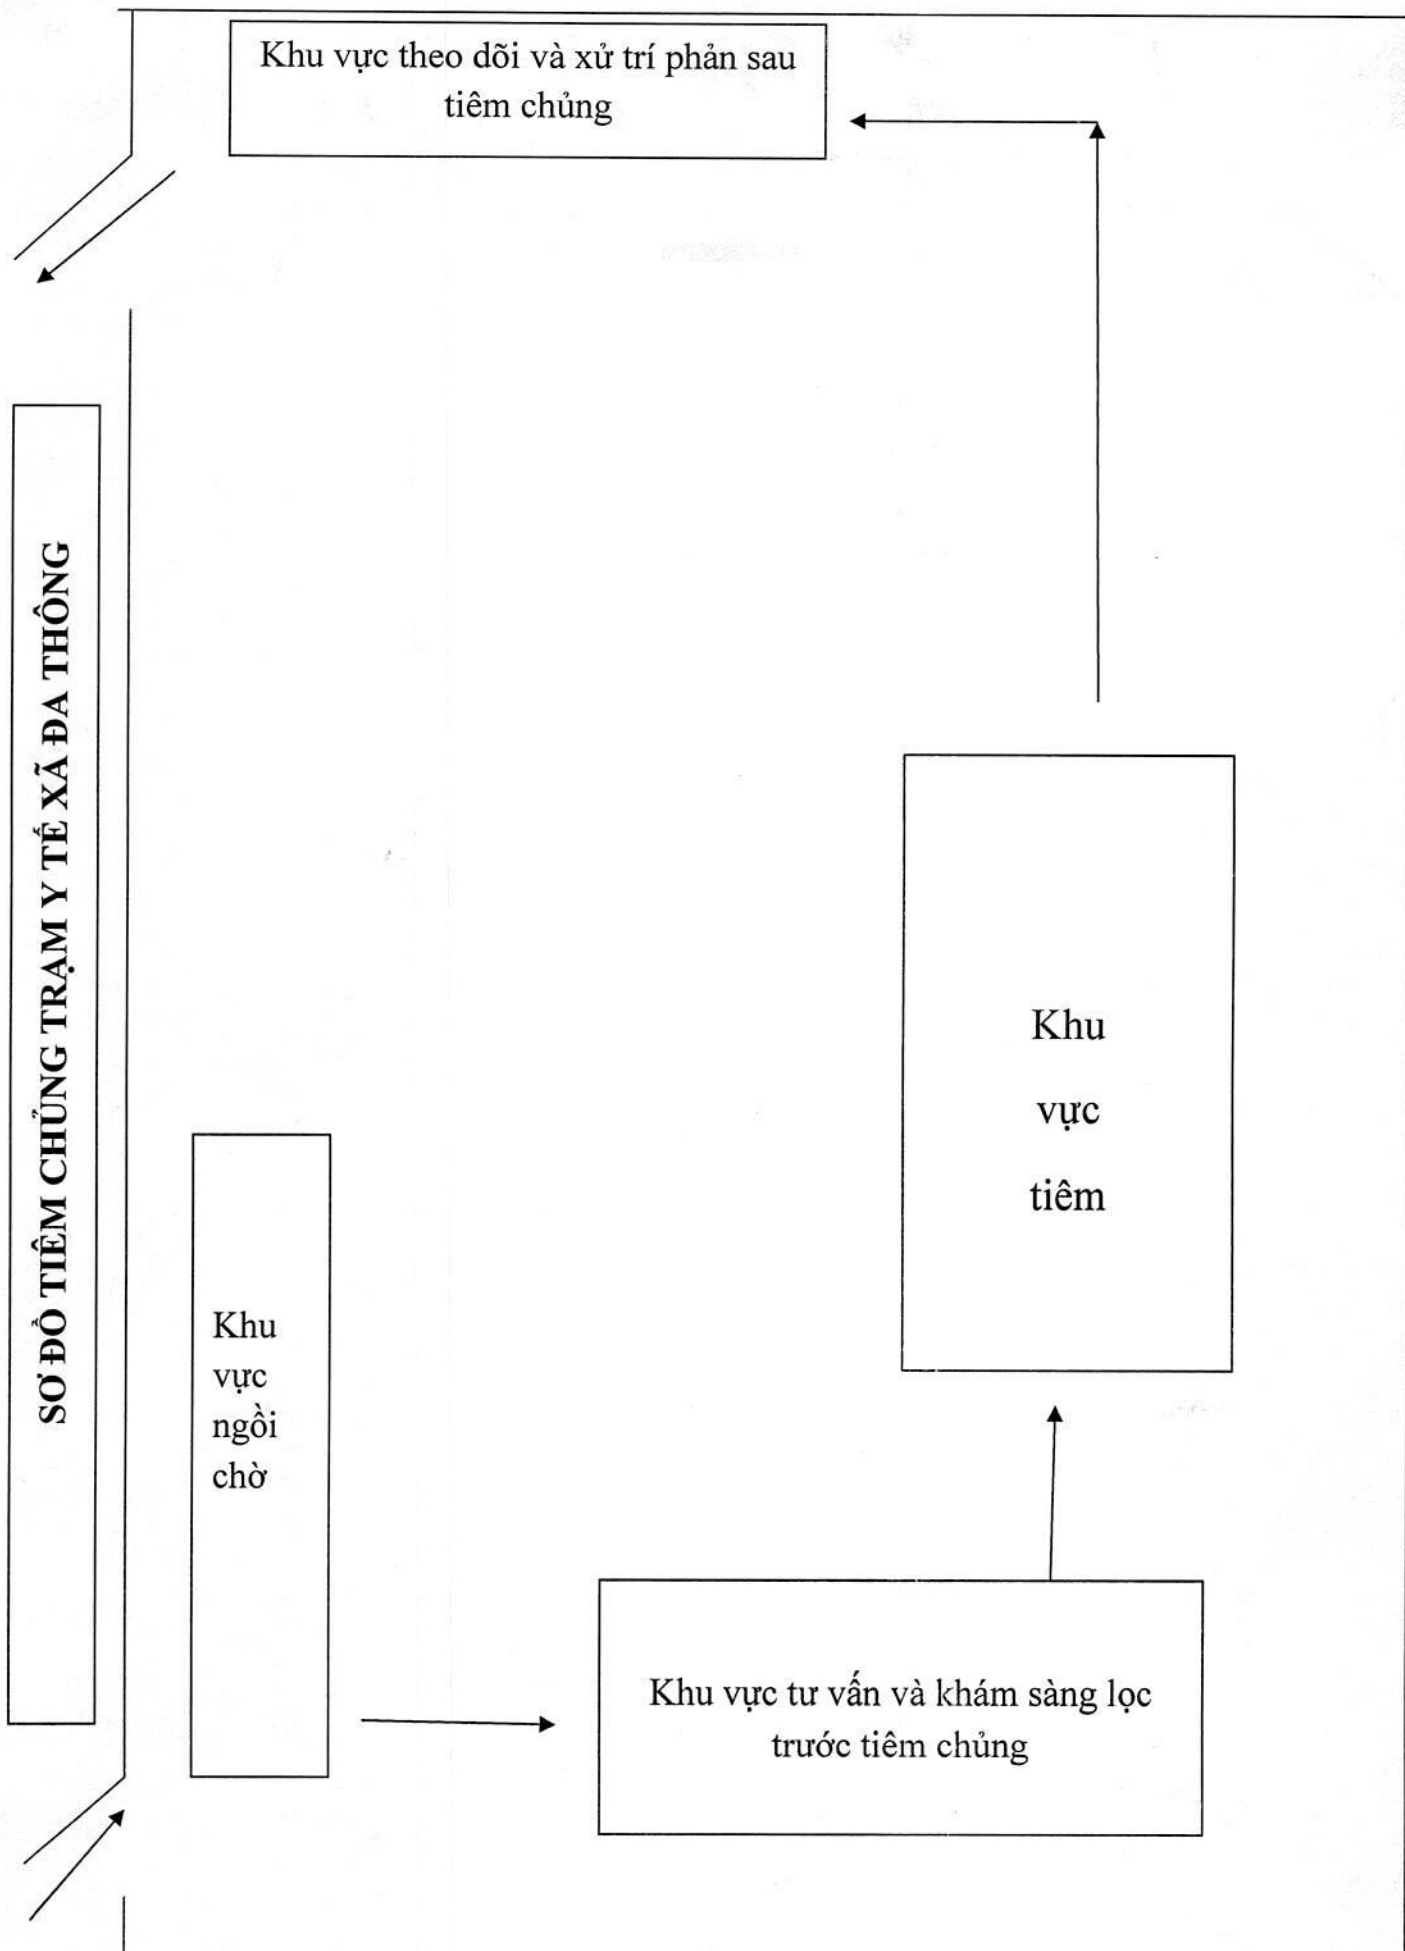 Khu vực theo dõi và xử trí phản sau
tiêm chủng
SƠ ĐỒ TIÊM CHỦNG TRẠM Y TẾ XÃ ĐA THÔNG
Khu
vực
tiêm
Khu
vực
ngồi
chờ
Khu vực tư vấn và khám sàng lọc
trước tiêm chủng